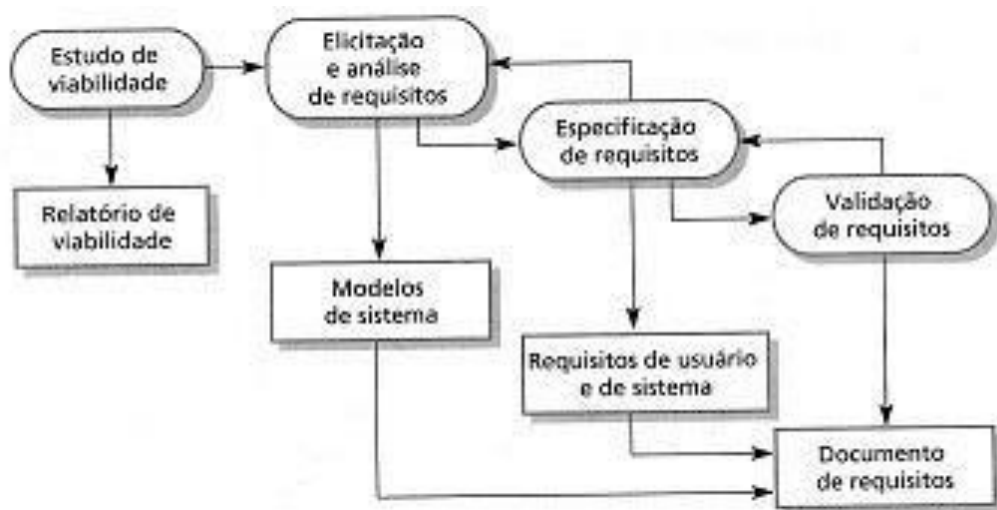 Estudo de
viabilidade
Elicitação
e análise
de requisitos
Especificação
de requisitos
Validação
de requisitos
Relatório de
viabilidade
Modelos
de sistema
Requisitos de usuário
e de sistema
Documento
de requisitos